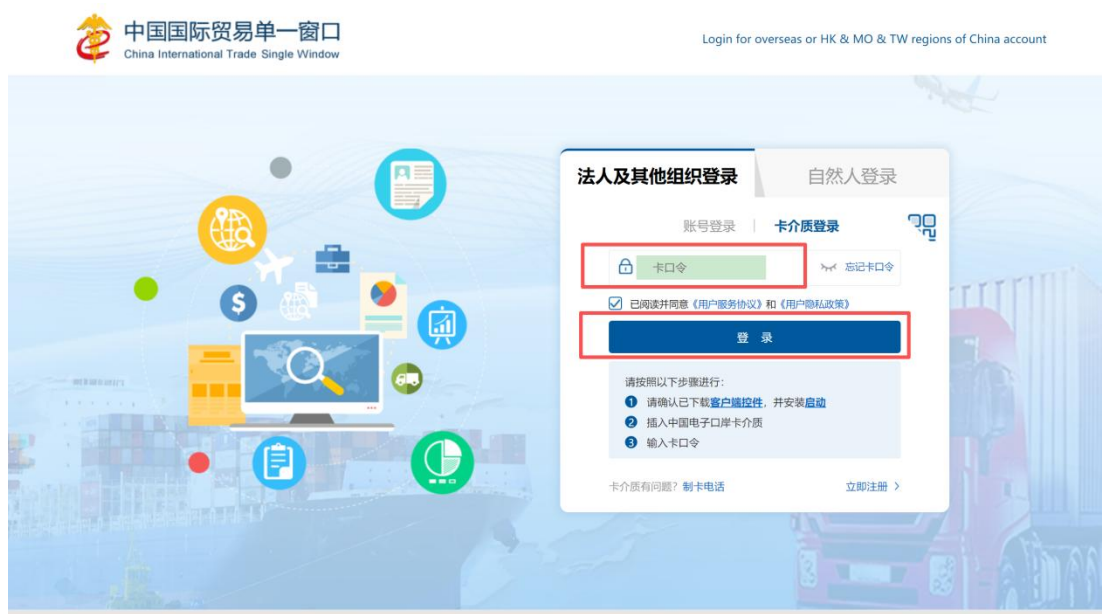 中国国际贸易单一窗口
China International Trade Single Window
Login for overseas or HK & MO & TW regions of China account
法人及其他组织登录
自然人登录
账号登录
卡介质登录
卡口令
忘记卡口令
已阅读并同意《用户服务协议》和《用户隐私政策》
登 录
请按照以下步骤进行:
1 请确认已下载客户端控件,并安装启动
2 插入中国电子口岸卡介质
3 输入卡口令
卡介质有问题? 制卡电话
立即注册 >